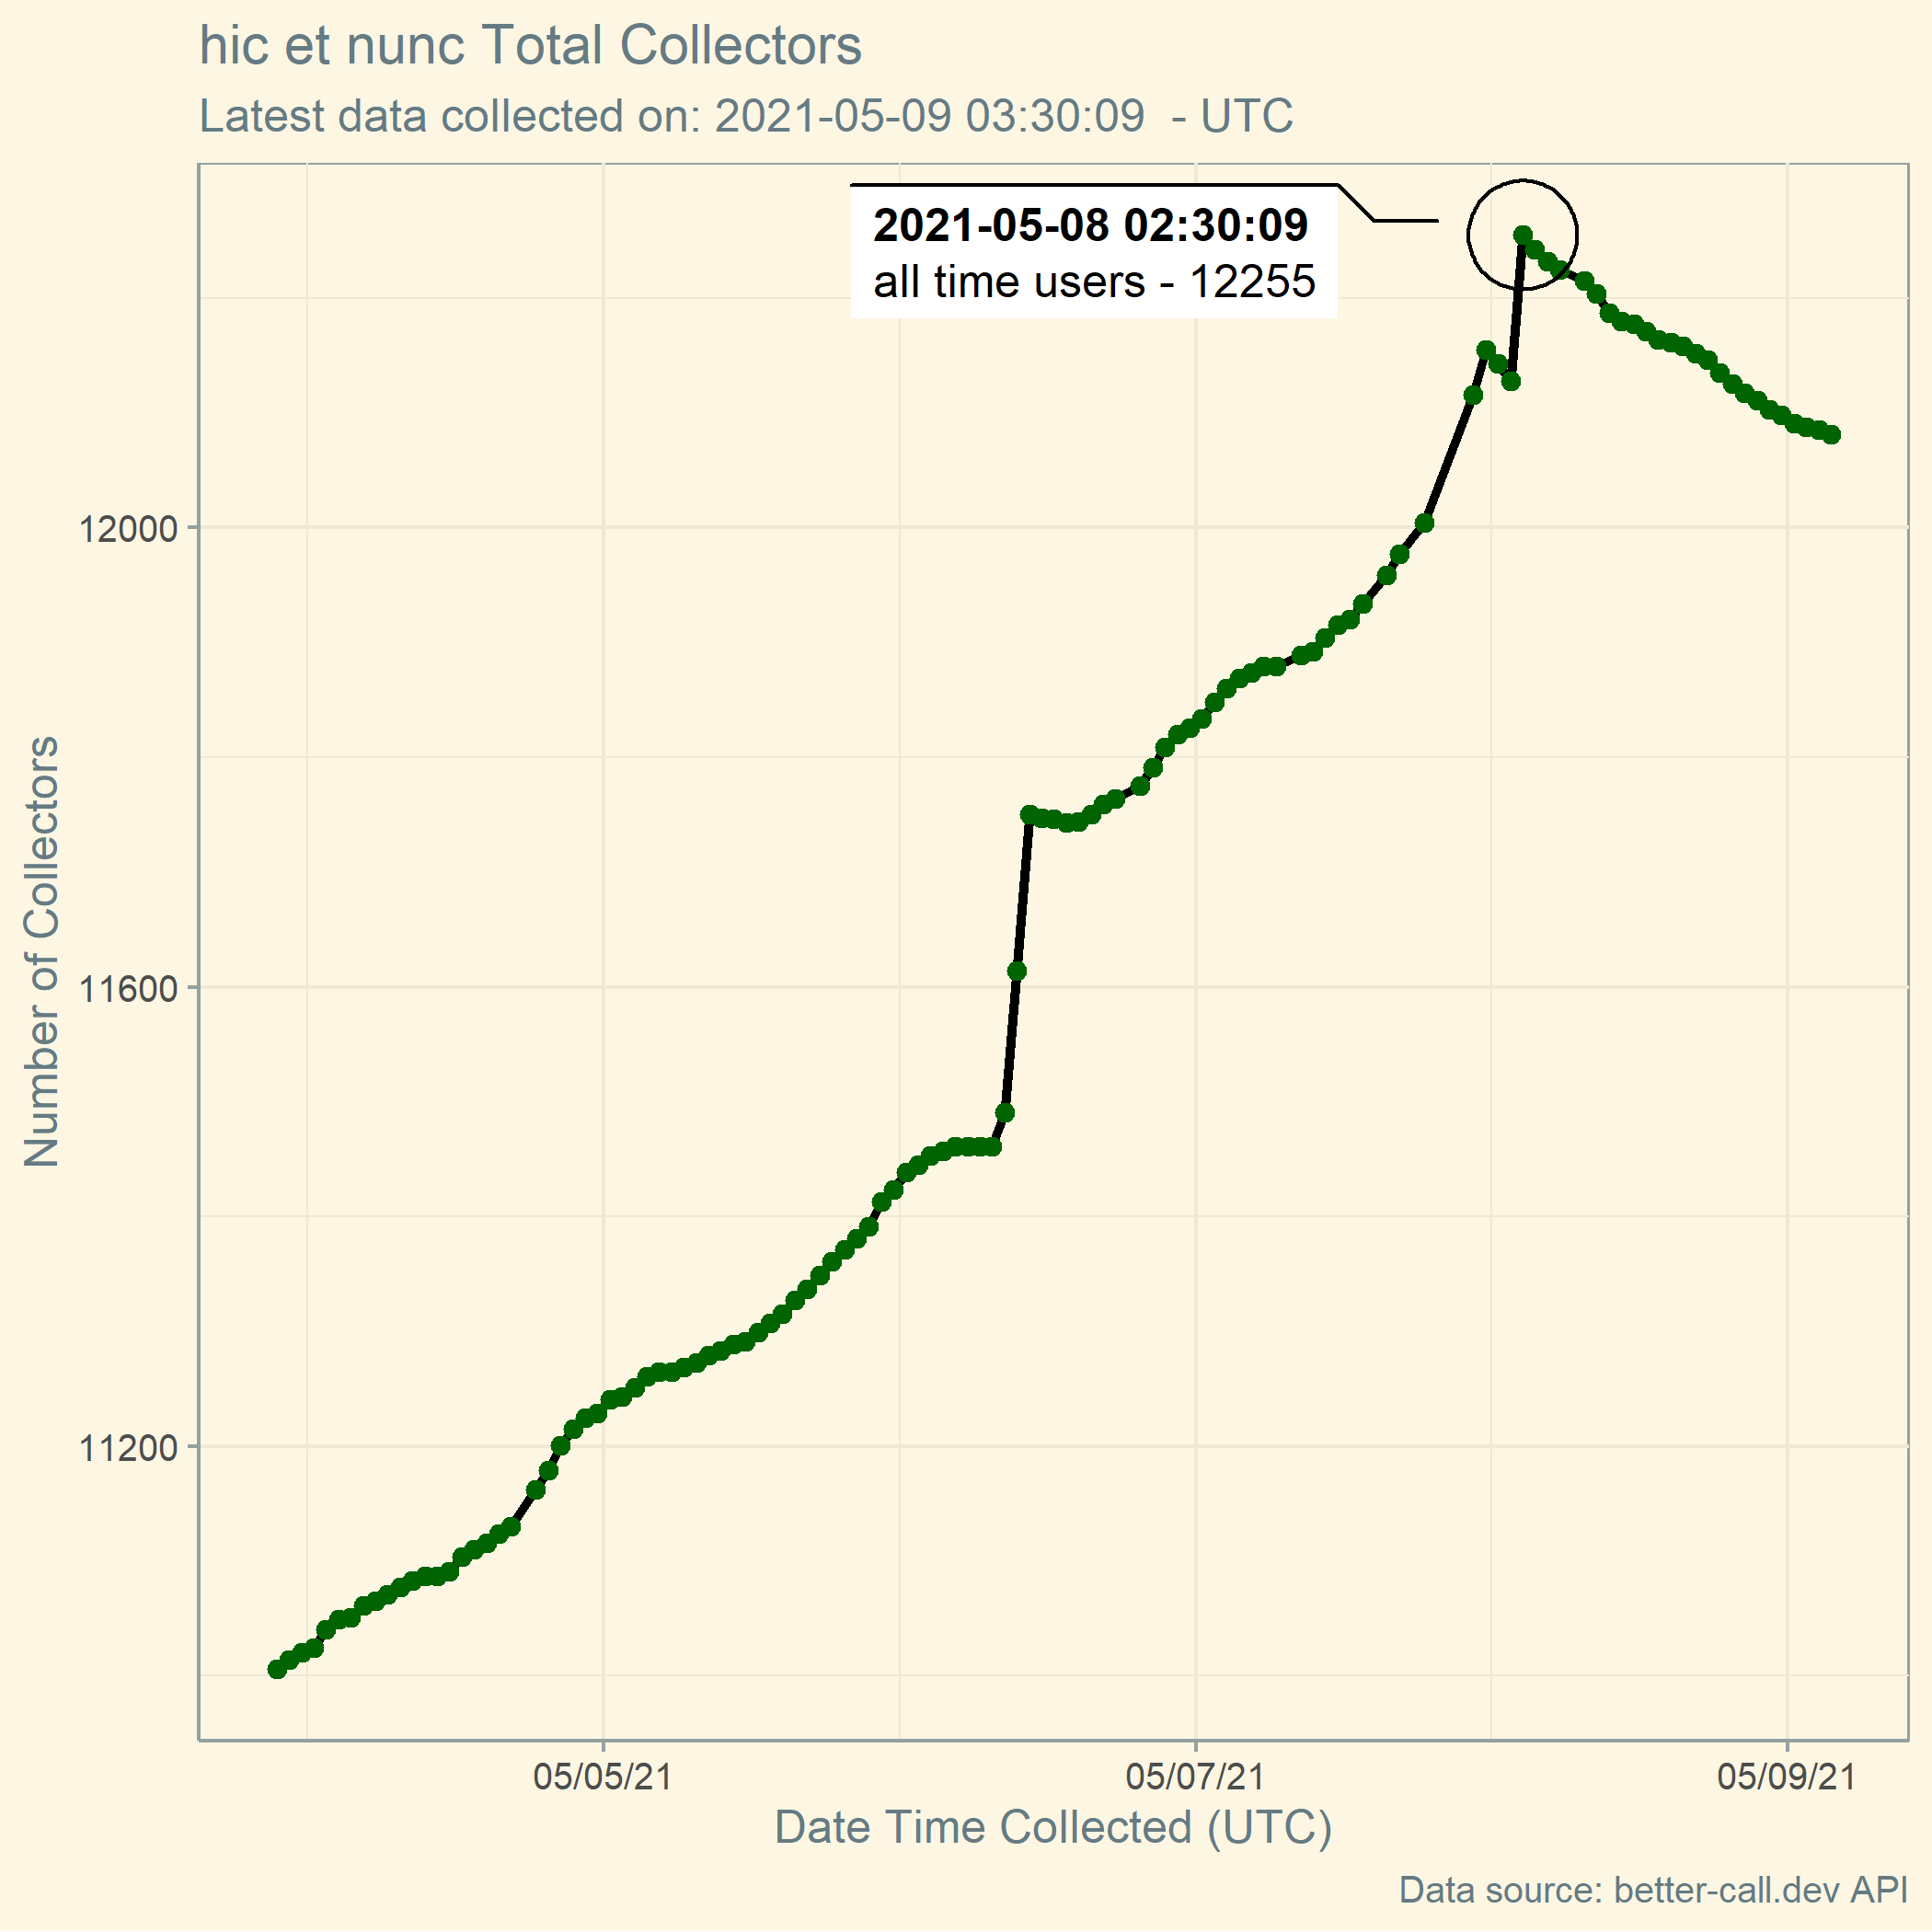 hic et nunc Total Collectors
Latest data collected on: 2021-05-09 03:30:09  - UTC
2021-05-08 02:30:09
all time users - 12255
12000
11600
11200
Number of Collectors
05/05/21
05/07/21
05/09/21
Date Time Collected (UTC)
Data source: better-call.dev API